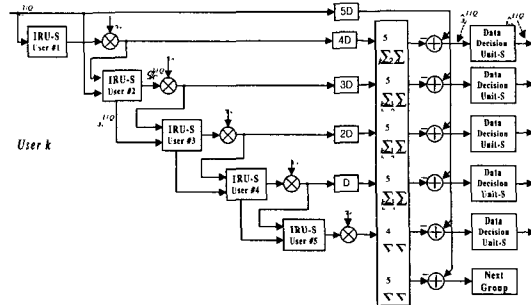 I/Q
5D
IRU-S
User #1
4D
5
Data
Decision
Unit-S
IRU-S
User #2
3D
5
Data
Decision
Unit-S
IRU-S
User #3
2D
5
Data
Decision
Unit-S
User k
IRU-S
User #4
D
5
Data
Decision
Unit-S
IRU-S
User #5
4
Data
Decision
Unit-S
5
Next
Group